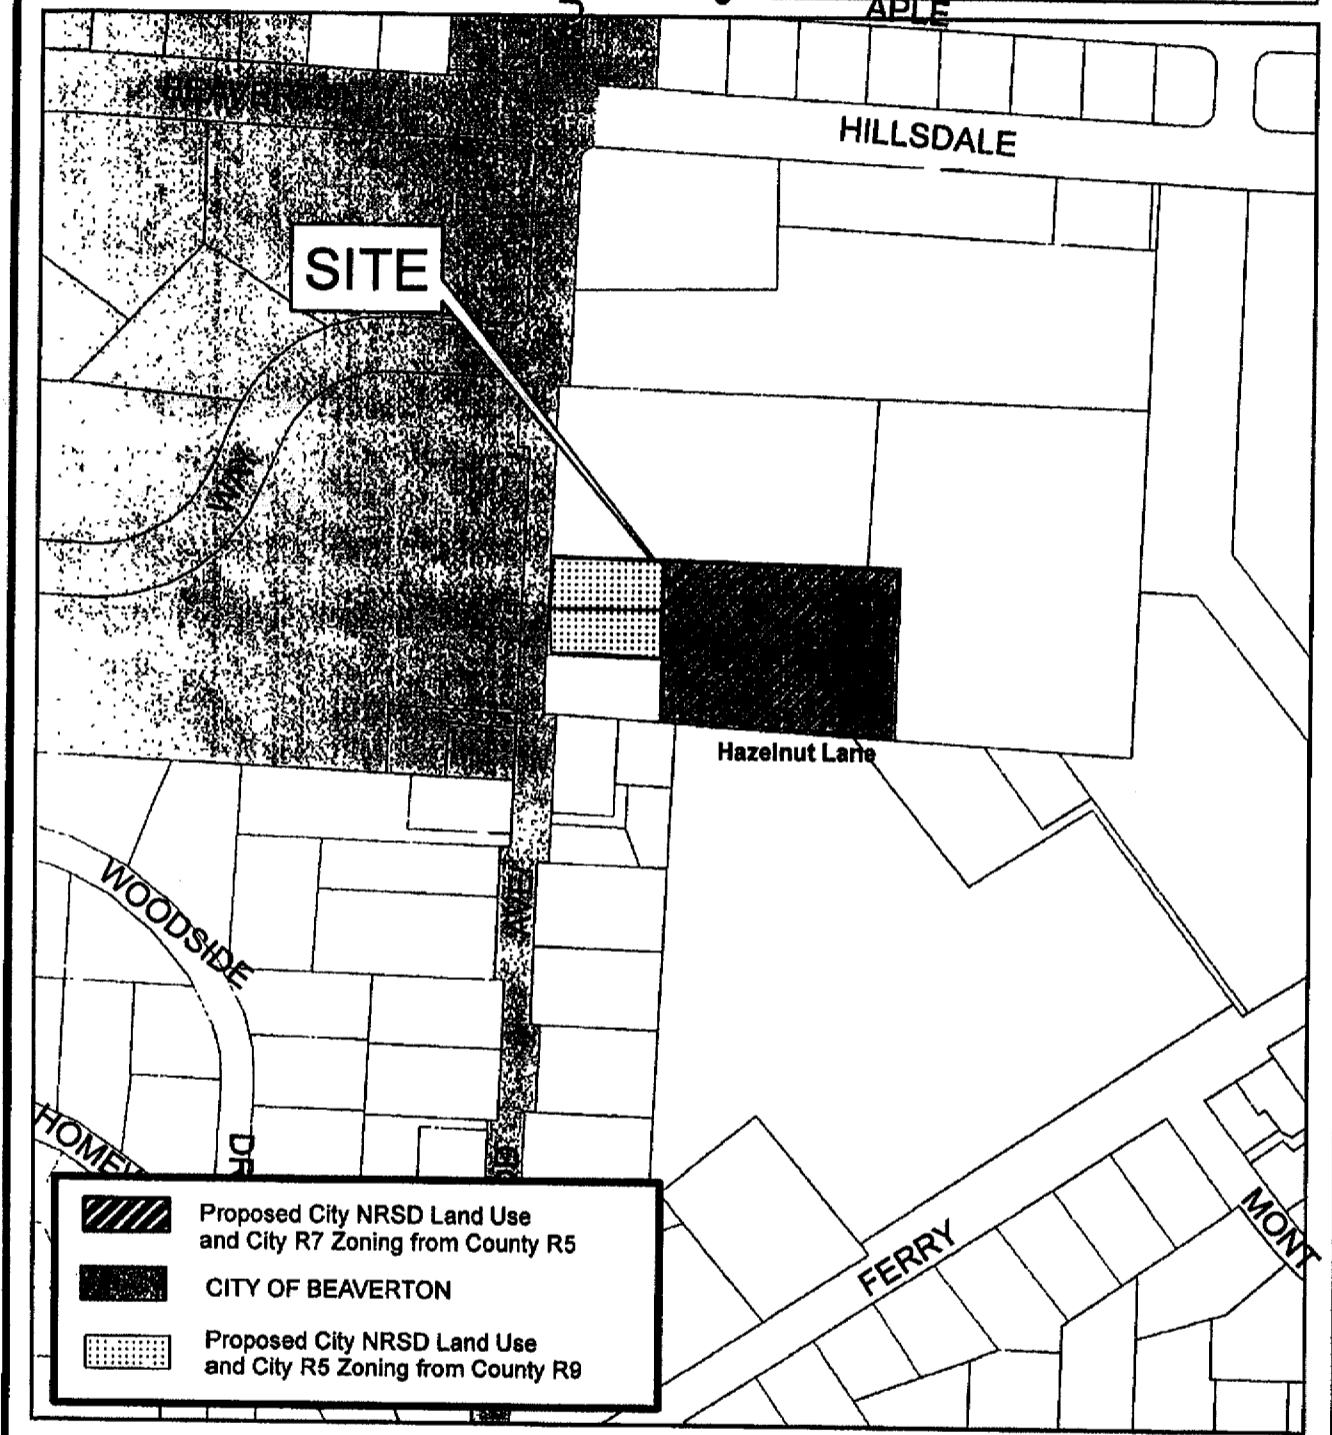 APLE
HILLSDALE
SITE
WAY
Hazelnut Lane
WOODSIDE
AVE
DR
FERRY
MONT
Proposed City NRSD Land Use
and City R7 Zoning from County R5
CITY OF BEAVERTON
Proposed City NRSD Land Use
and City R5 Zoning from County R9